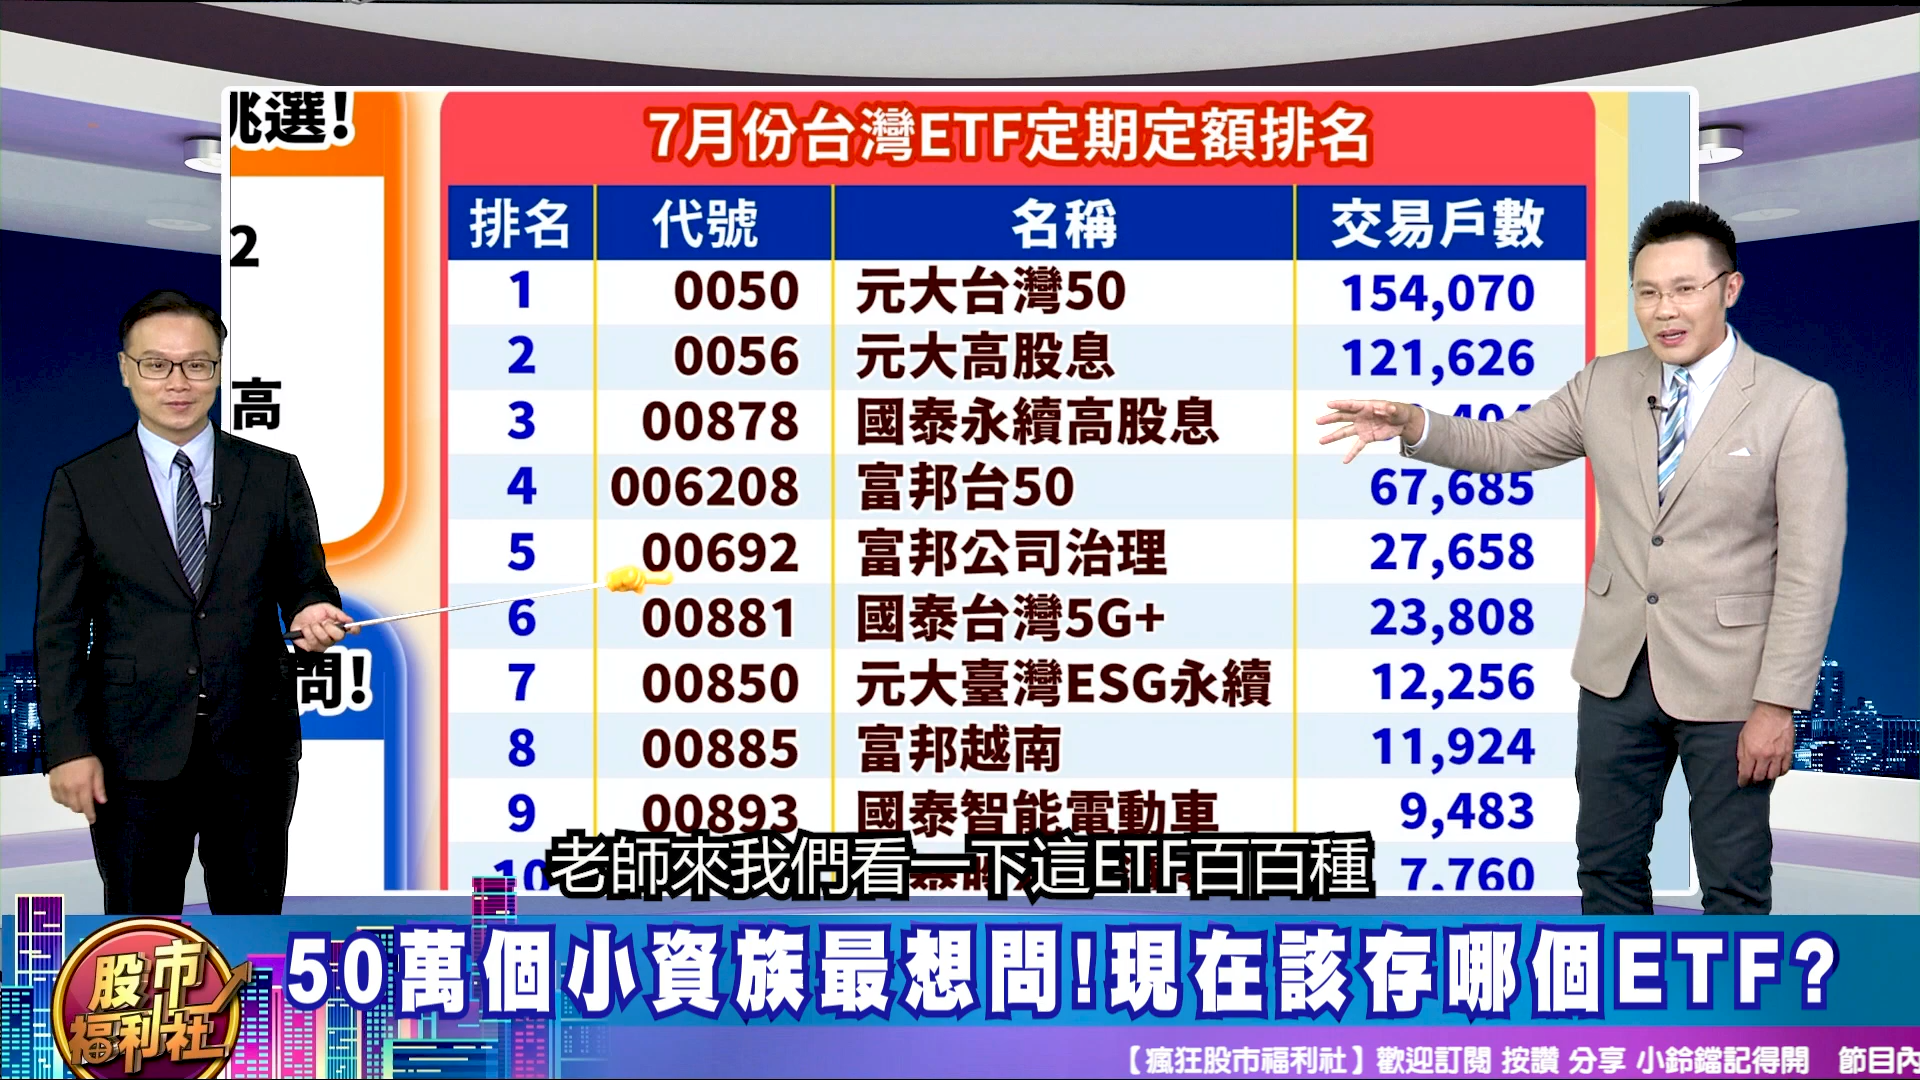 挑選!
2
高
問!
7月份台灣ETF定期定額排名
排名 代號 名稱 交易戶數
1 0050 元大台灣50 154,070
2 0056 元大高股息 121,626
3 00878 國泰永續高股息
4 006208 富邦台50 67,685
5 00692 富邦公司治理 27,658
6 00881 國泰台灣5G+ 23,808
7 00850 元大臺灣ESG永續 12,256
8 00885 富邦越南 11,924
9 00893 國泰智能電動車 9,483
10 7,760
老師來我們看一下這ETF百百種
股市福利社
50萬個小資族最想問!現在該存哪個ETF?
【瘋狂股市福利社】歡迎訂閱 按讚 分享 小鈴鐺記得開 節目內